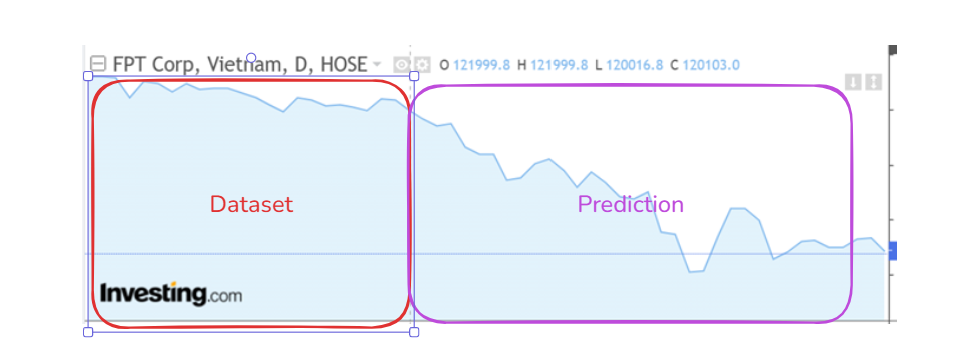 FPT Corp, Vietnam, D, HOSE O 121999.8 H 121999.8 L 120016.8 C 120103.0
Dataset
Prediction
Investing.com